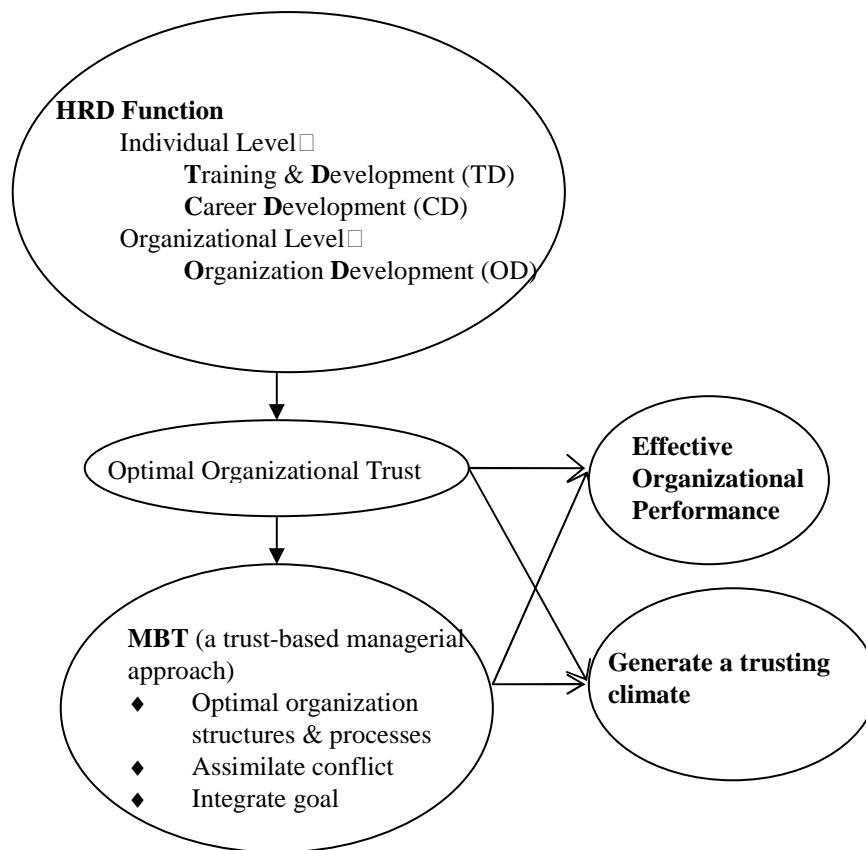 HRD Function
Individual Level□
Training & Development (TD)
Career Development (CD)
Organizational Level□
Organization Development (OD)
Optimal Organizational Trust
Effective
Organizational
Performance
MBT (a trust-based managerial
approach)
♦ Optimal organization
structures & processes
♦ Assimilate conflict
♦ Integrate goal
Generate a trusting
climate